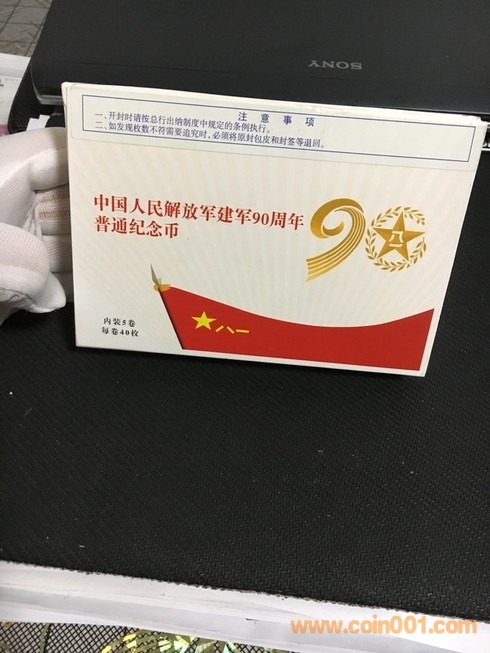 SONY
注意事项
一、开封时请按总行出纳制度中规定的条例执行。
二、如发现枚数不符需要追究时，必须将原封包皮和封签等退回。
中国人民解放军建军90周年
普通纪念币
90
八一
八一
内装5卷
每卷40枚
www.coin001.com